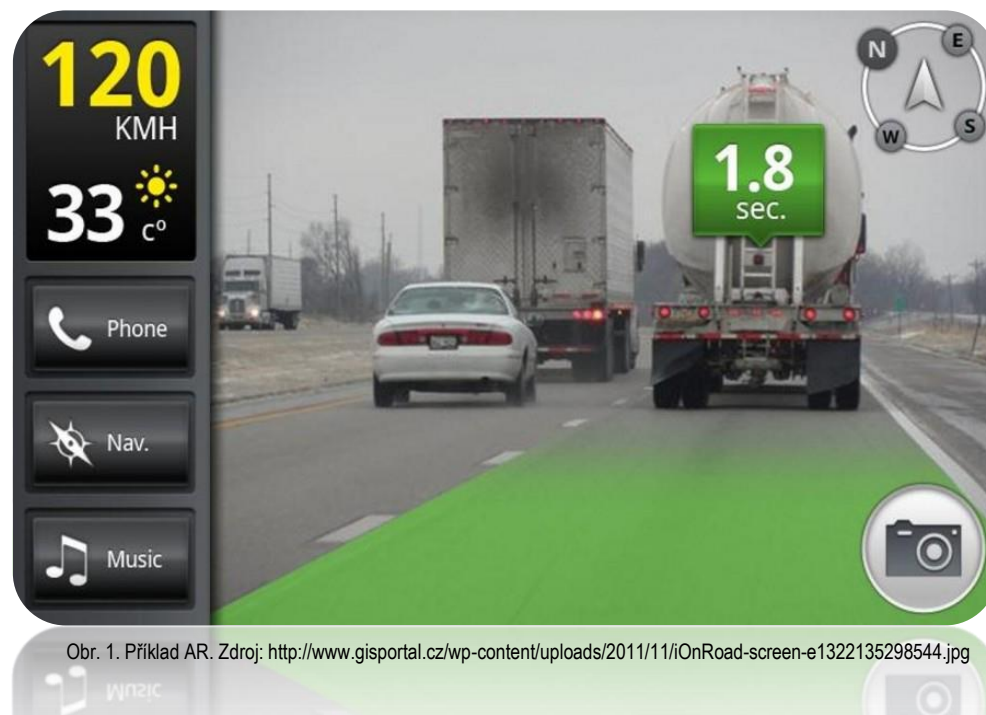 120
KMH
33 c°
Phone
Nav.
Music
1.8
sec.
N
E
W
S
Obr. 1. Příklad AR. Zdroj: http://www.gisportal.cz/wp-content/uploads/2011/11/iOnRoad-screen-e1322135298544.jpg